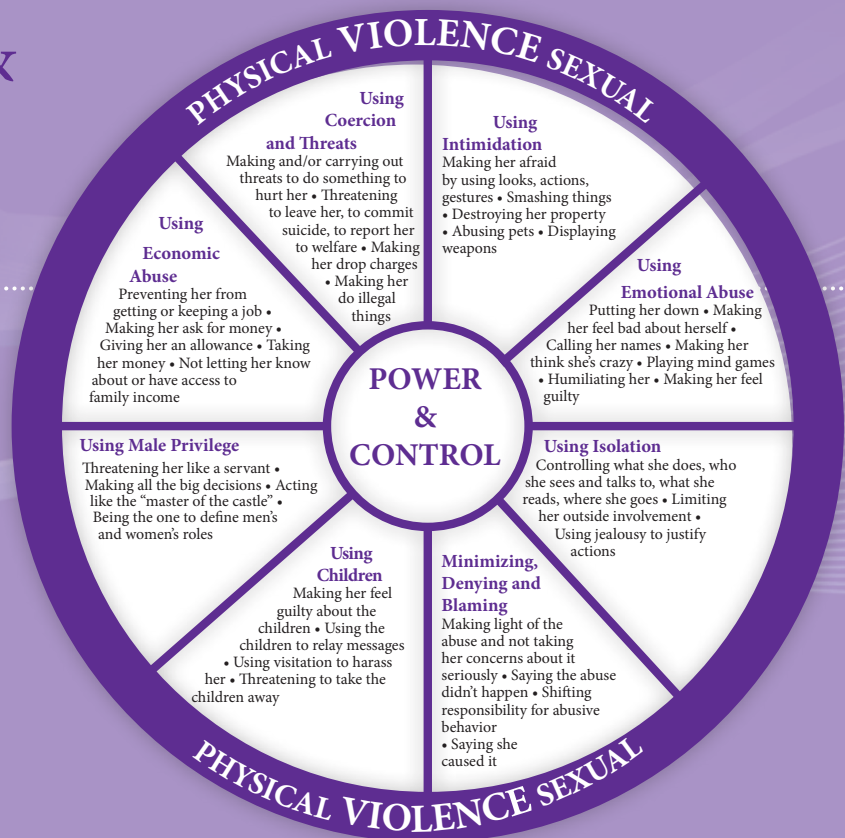 &
PHYSICAL VIOLENCE SEXUAL
Using
Coercion
and Threats
Making and/or carrying out
threats to do something to
hurt her • Threatening
to leave her, to commit
suicide, to report her
to welfare • Making
her drop charges
• Making her
do illegal
things
Using
Intimidation
Making her afraid
by using looks, actions,
gestures • Smashing things
• Destroying her property
• Abusing pets • Displaying
weapons
Using
Emotional Abuse
Putting her down • Making
her feel bad about herself •
Calling her names • Making her
think she's crazy • Playing mind games
• Humiliating her • Making her feel
guilty
Using Isolation
Controlling what she does, who
she sees and talks to, what she
reads, where she goes • Limiting
her outside involvement •
Using jealousy to justify
actions
Minimizing,
Denying and
Blaming
Making light of the
abuse and not taking
her concerns about it
seriously • Saying the abuse
didn't happen • Shifting
responsibility for abusive
behavior
• Saying she
caused it
Using
Children
Making her feel
guilty about the
children • Using the
children to relay messages
• Using visitation to harass
her • Threatening to take the
children away
Using Male Privilege
Threatening her like a servant •
Making all the big decisions • Acting
like the “master of the castle” •
Being the one to define men's
and women's roles
Using
Economic
Abuse
Preventing her from
getting or keeping a job •
Making her ask for money •
Giving her an allowance • Taking
her money • Not letting her know
about or have access to
family income
POWER
&
CONTROL
PHYSICAL VIOLENCE SEXUAL